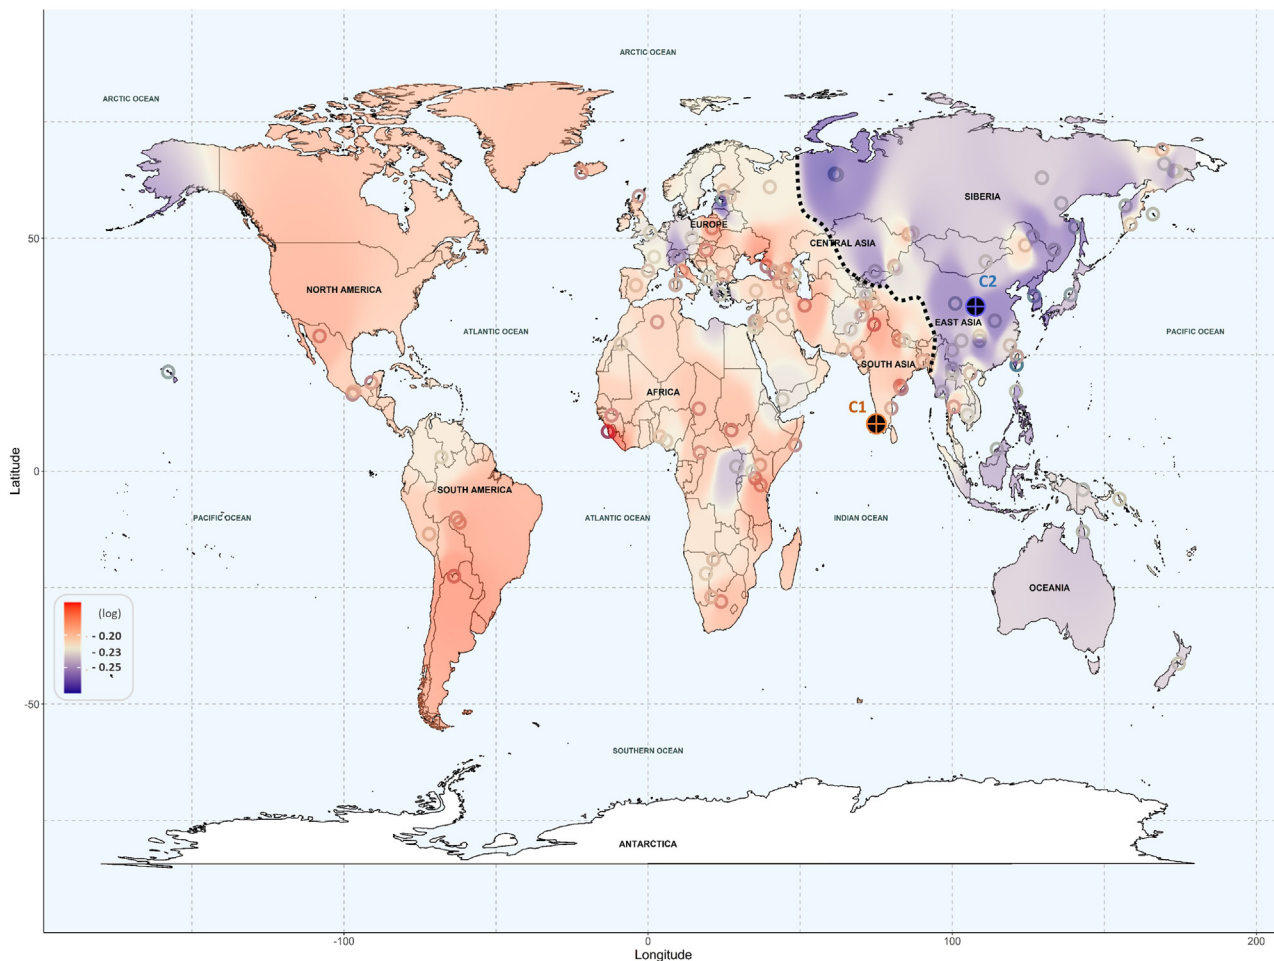 ARCTIC OCEAN
ARCTIC OCEAN
SIBERIA
EUROPE
50
CENTRAL ASIA
C2
NORTH AMERICA
ATLANTIC OCEAN
EAST ASIA
PACIFIC OCEAN
SOUTH ASIA
AFRICA
C1
Latitude
0
SOUTH AMERICA
PACIFIC OCEAN
ATLANTIC OCEAN
INDIAN OCEAN
OCEANIA
(log)
- 0.20
- 0.23
- 0.25
-50
SOUTHERN OCEAN
ANTARCTICA
-100
0
100
200
Longitude